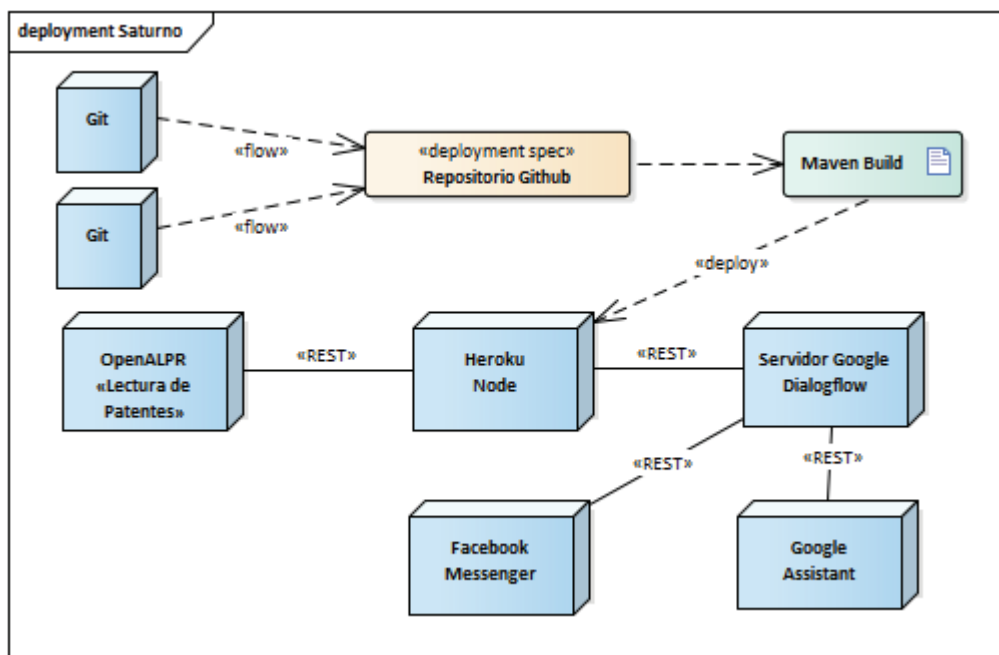 deployment Saturno
Git
«flow»
«deployment spec»
Repositorio Github
Maven Build
Git
«flow»
«deploy»
OpenALPR
«Lectura de
Patentes»
«REST»
Heroku
Node
«REST»
Servidor Google
Dialogflow
«REST»
«REST»
Facebook
Messenger
Google
Assistant